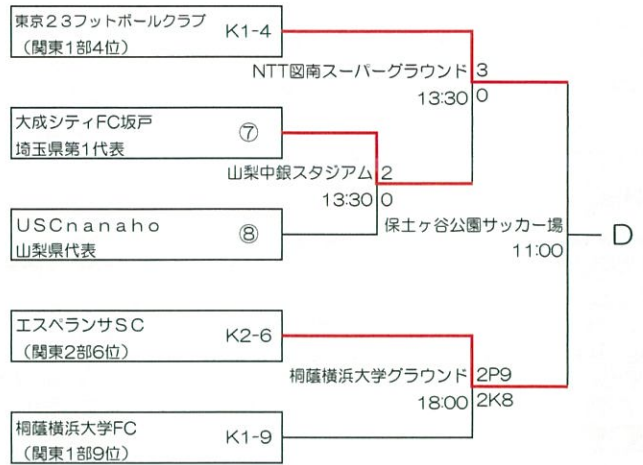 東京23フットボールクラブ
(関東1部4位)
K1-4
NTT図南スーパーグラウンド
13:30
3
0
大成シティFC坂戸
埼玉県第1代表
⑦
山梨中銀スタジアム
13:30
2
0
USCnanaho
山梨県代表
⑧
保土ヶ谷公園サッカー場
11:00
D
エスペランサSC
(関東2部6位)
K2-6
桐蔭横浜大学グラウンド
18:00
2P9
2K8
桐蔭横浜大学FC
(関東1部9位)
K1-9